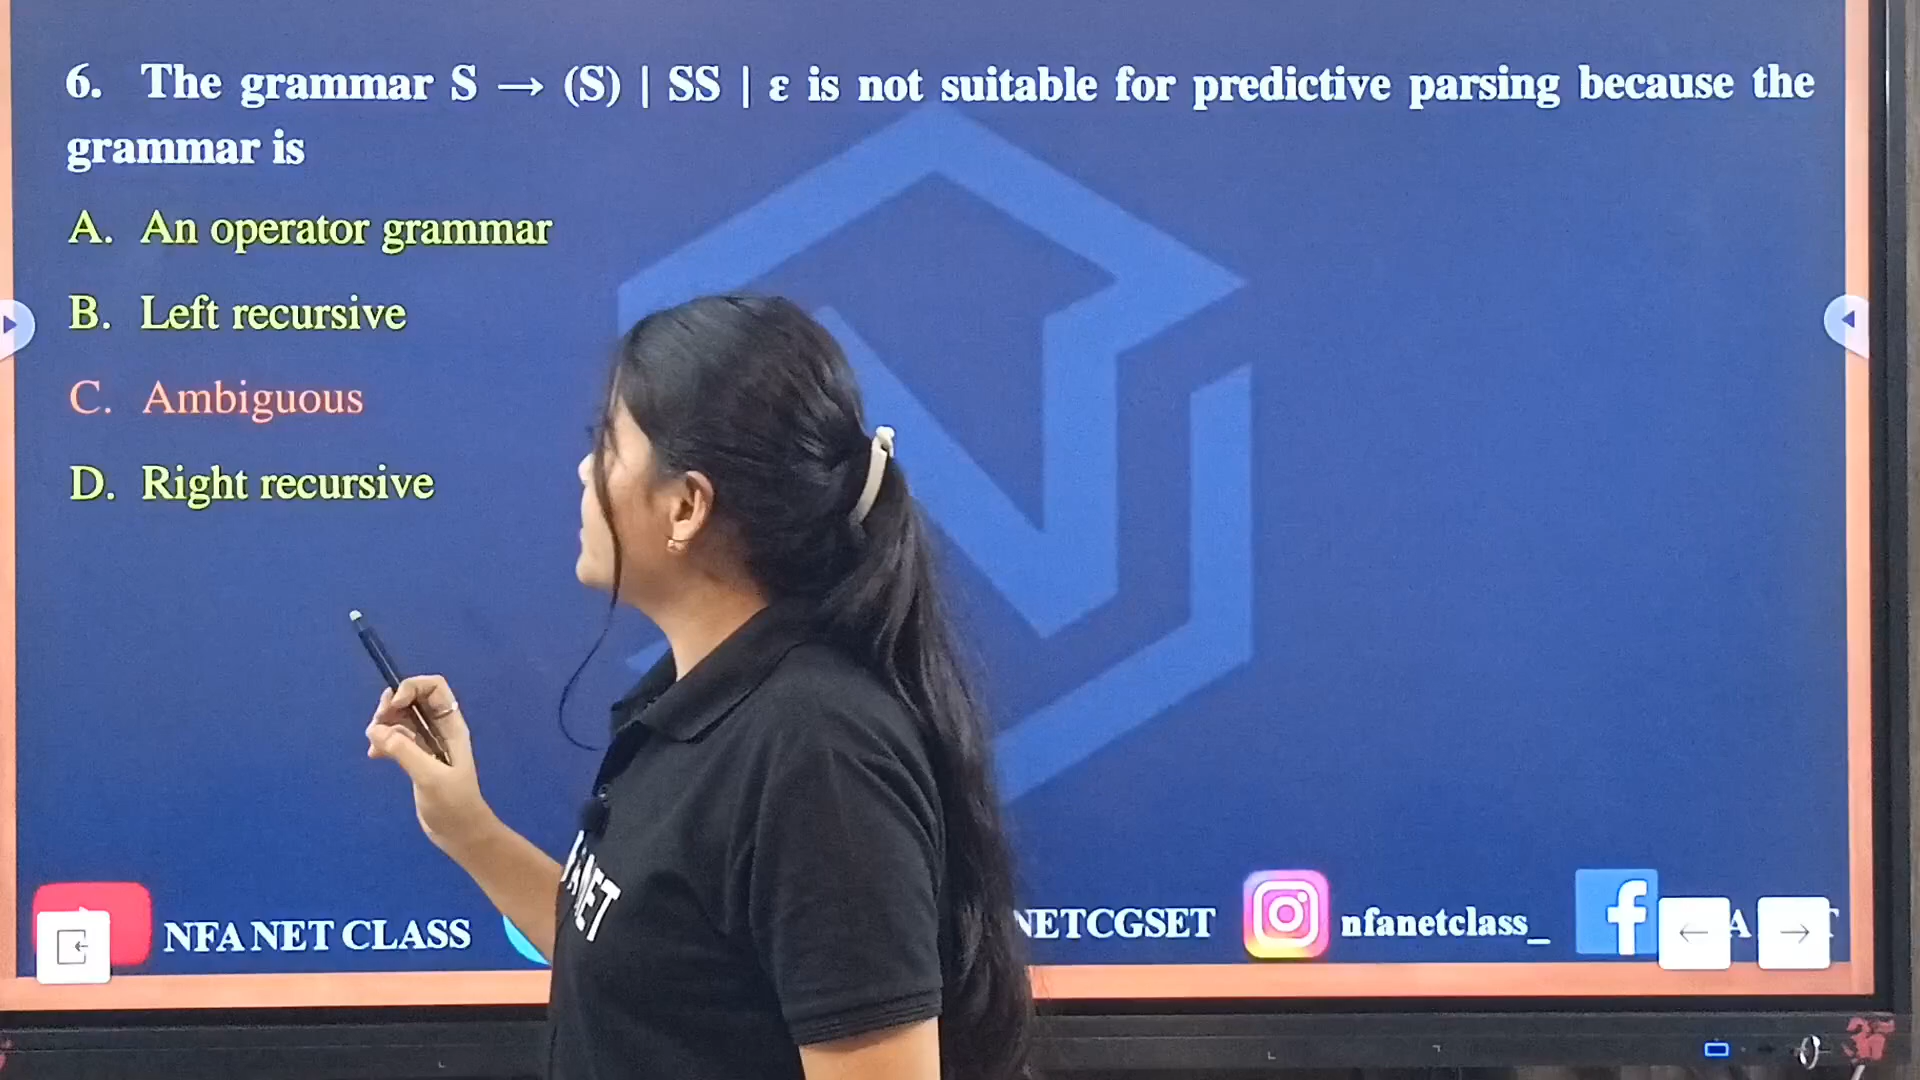 6. The grammar S → (S) | SS | ε is not suitable for predictive parsing because the
grammar is
A. An operator grammar
B. Left recursive
C. Ambiguous
D. Right recursive
NFA NET CLASS
NETCGSET
nfanetclass_